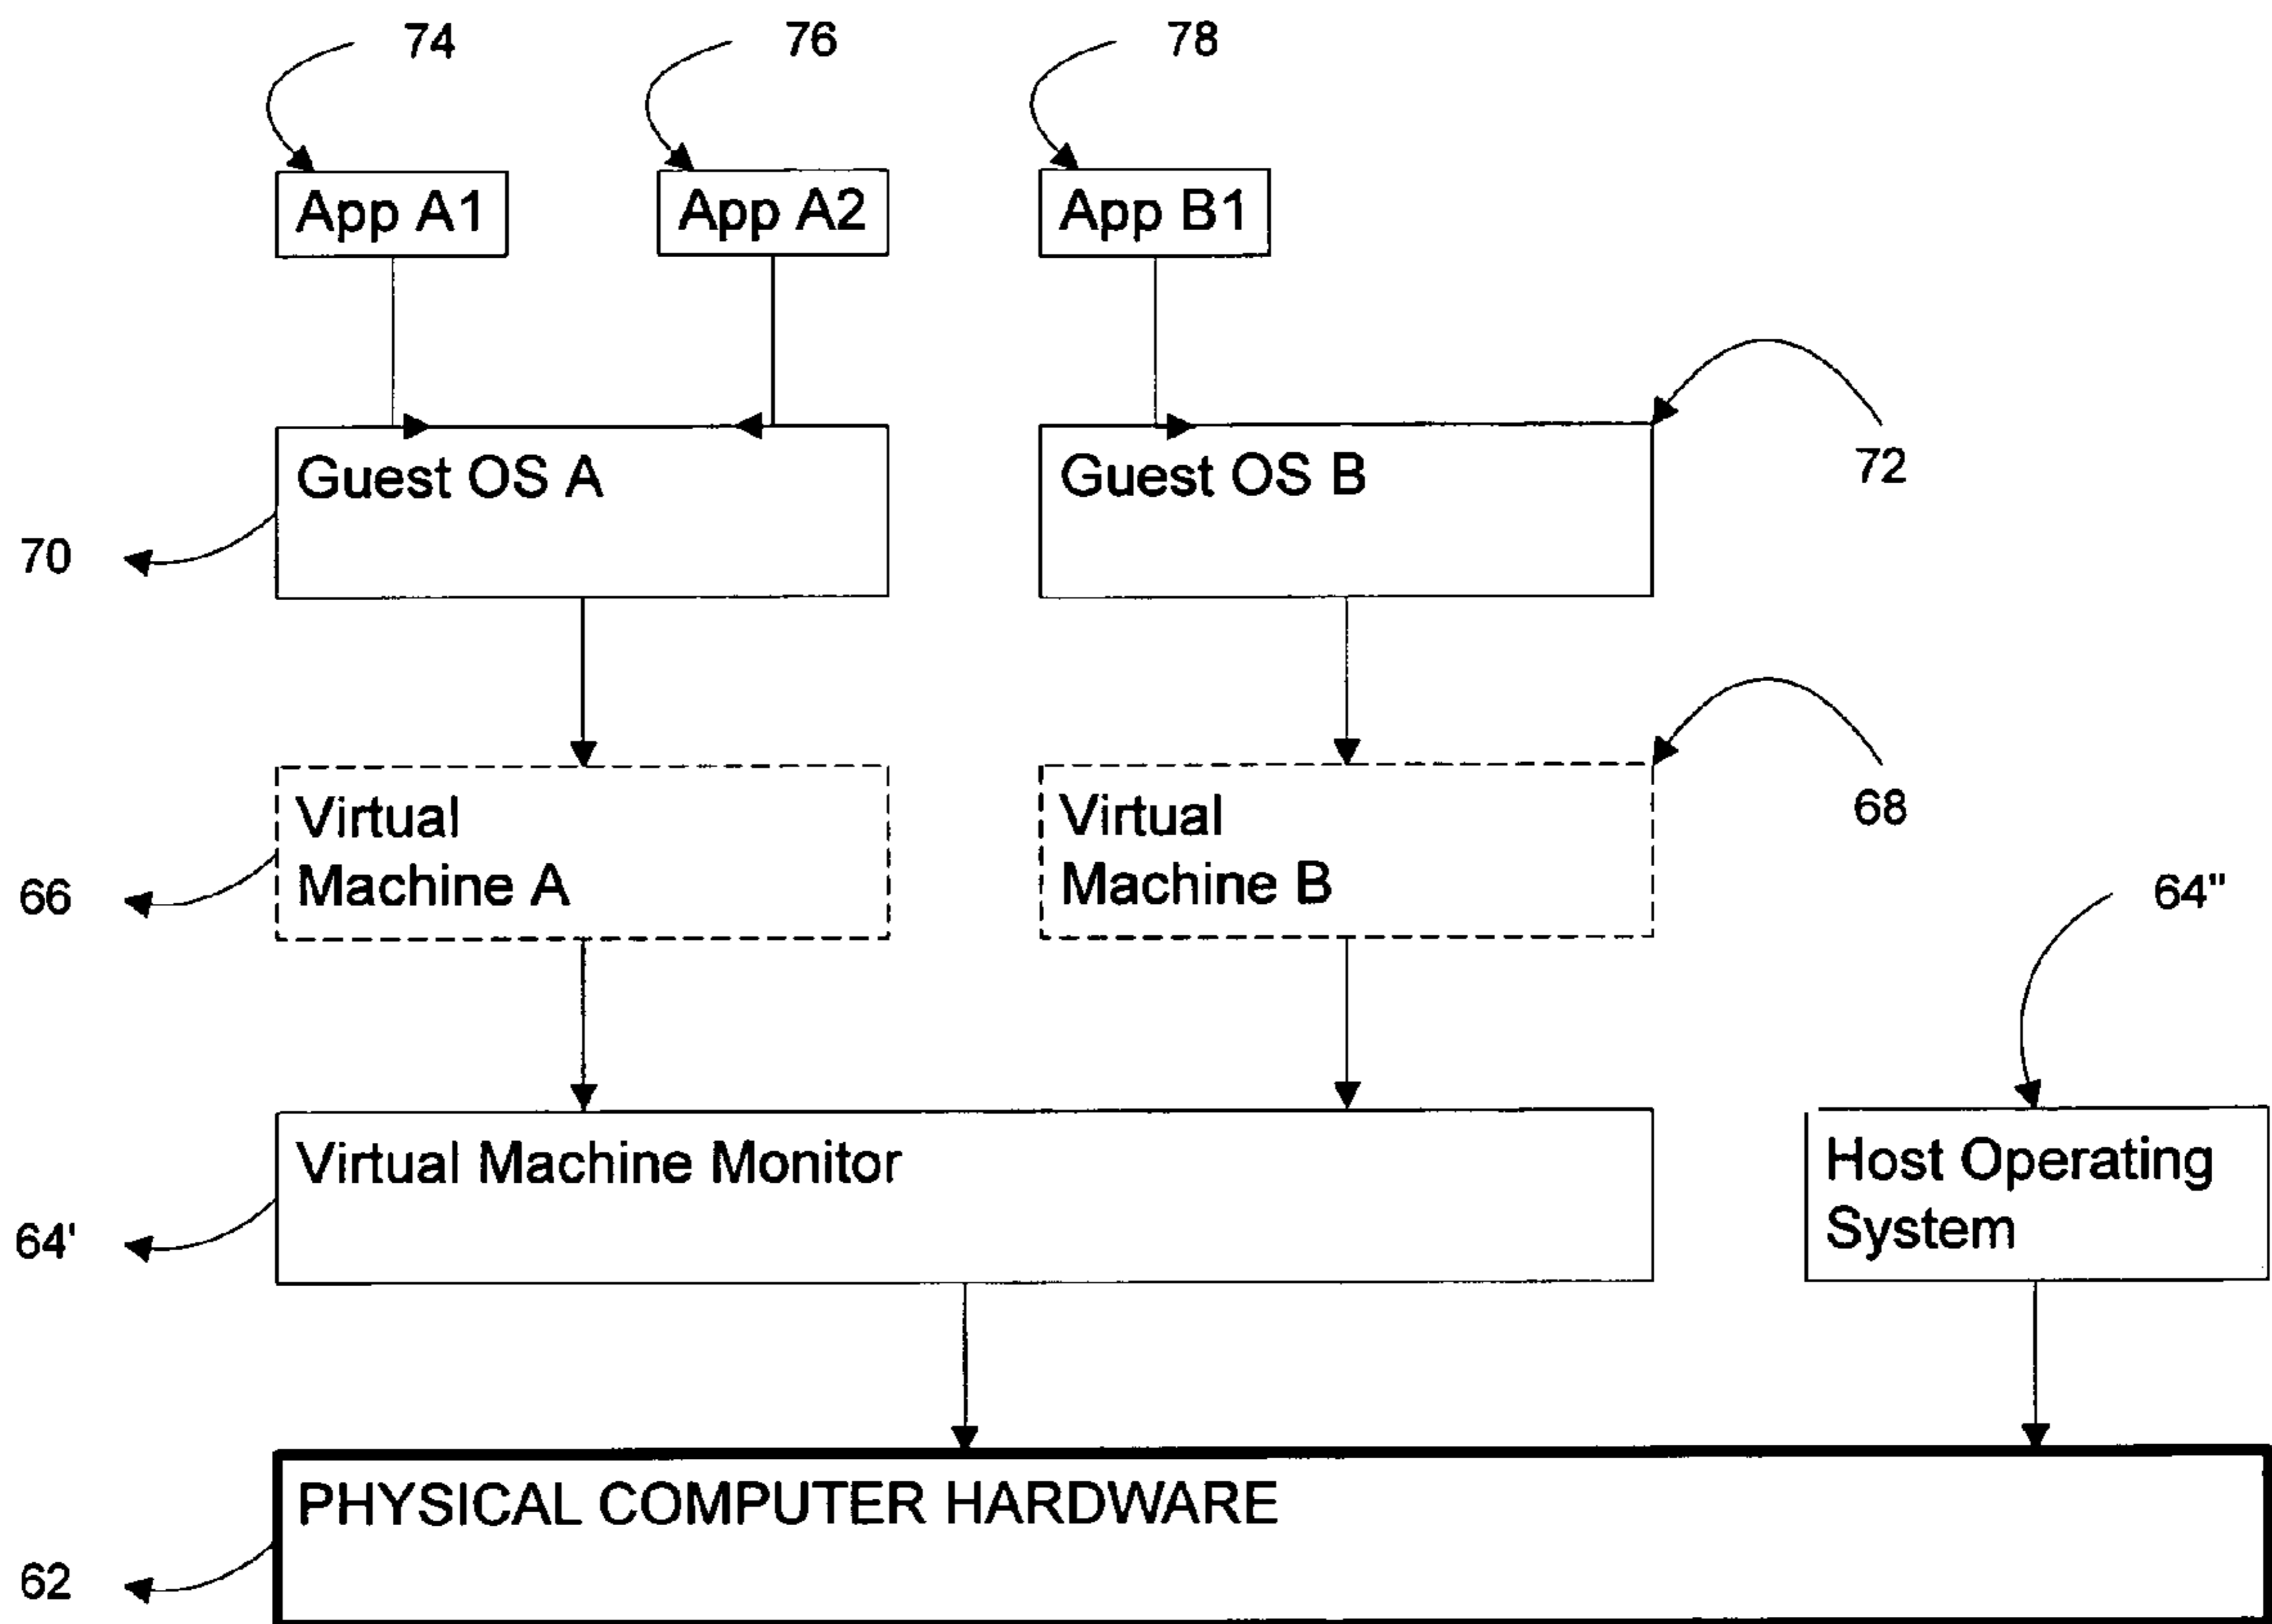 74
76
78
App A1
App A2
App B1
Guest OS A
Guest OS B
72
70
Virtual
Machine A
Virtual
Machine B
68
66
64"
Virtual Machine Monitor
Host Operating
System
64'
PHYSICAL COMPUTER HARDWARE
62